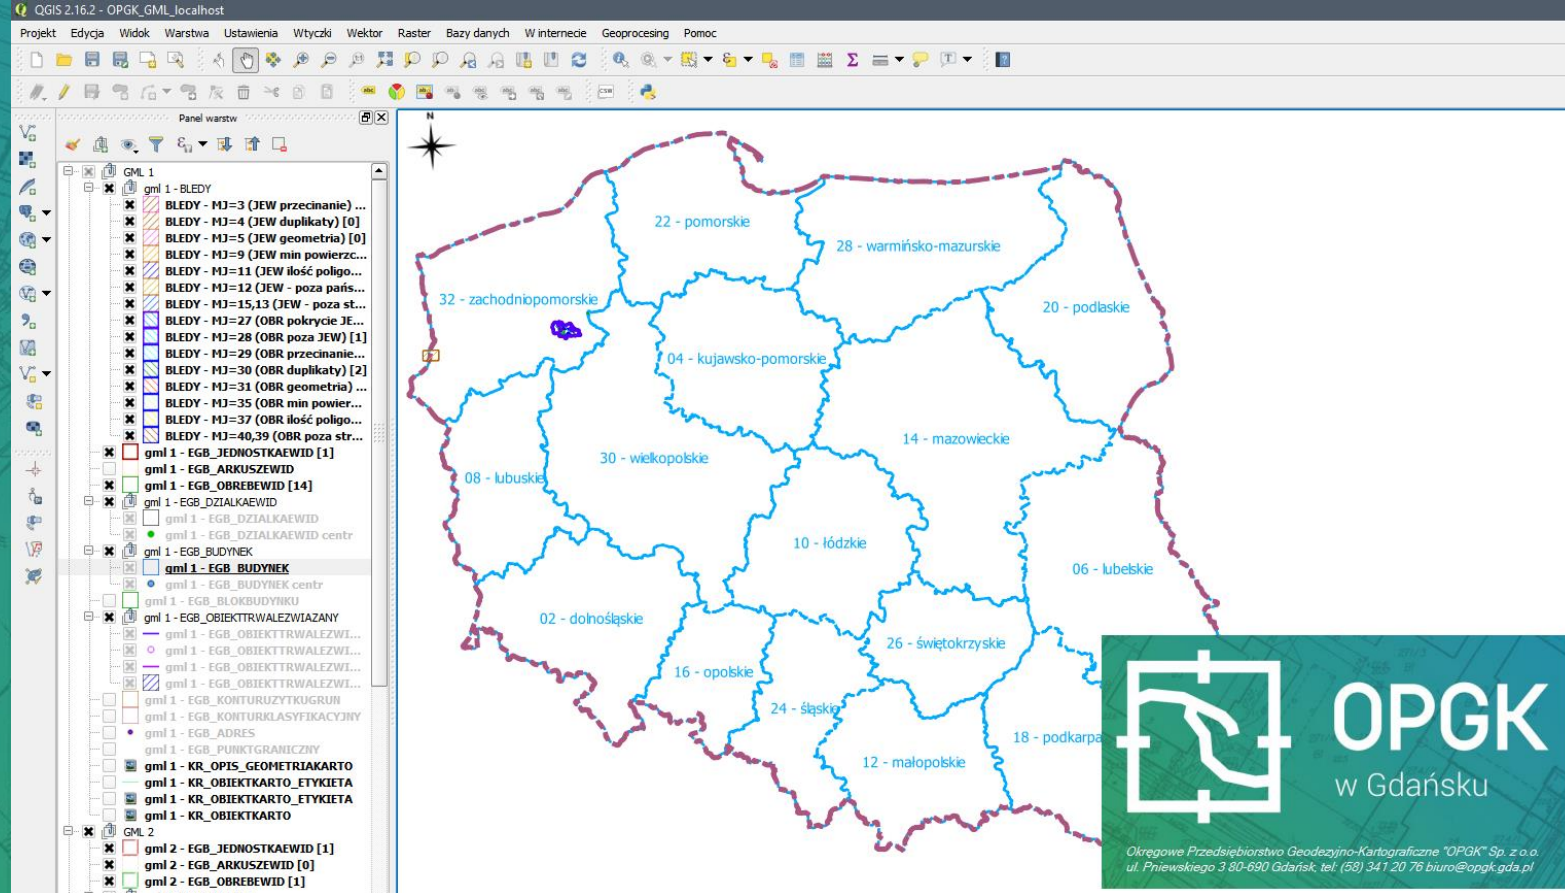 QGIS 2.16.2 - OPGK_GML_localhost
Projekt Edycja Widok Warstwa Ustawienia Wtyczki Wektor Raster Bazy danych W internecie Geoprocesing Pomoc
Panel warstw
GML 1
gml 1 - BLEDY
BLEDY - MJ=3 (JEW przecinanie) ...
BLEDY - MJ=4 (JEW duplikaty) [0]
BLEDY - MJ=5 (JEW geometria) [0]
BLEDY - MJ=9 (JEW min powierzc...
BLEDY - MJ=11 (JEW ilość poligo...
BLEDY - MJ=12 (JEW - poza pańs...
BLEDY - MJ=15,13 (JEW - poza st...
BLEDY - MJ=27 (OBR pokrycie JE...
BLEDY - MJ=28 (OBR poza JEW) [1]
BLEDY - MJ=29 (OBR przecinanie...
BLEDY - MJ=30 (OBR duplikaty) [2]
BLEDY - MJ=31 (OBR geometria) ...
BLEDY - MJ=35 (OBR min powier...
BLEDY - MJ=37 (OBR ilość poligo...
BLEDY - MJ=40,39 (OBR poza str...
gml 1 - EGB_JEDNOSTKAEWID [1]
gml 1 - EGB_ARKUSZEWID
gml 1 - EGB_OBREBEWID [14]
gml 1 - EGB_DZIALKAEWID
gml 1 - EGB_DZIALKAEWID
gml 1 - EGB_DZIALKAEWID centr
gml 1 - EGB_BUDYNEK
gml 1 - EGB_BUDYNEK
gml 1 - EGB_BUDYNEK centr
gml 1 - EGB_BLOKBUDYNKU
gml 1 - EGB_OBIEKTTRWALEZWIAZANY
gml 1 - EGB_OBIEKTTRWALEZWI...
gml 1 - EGB_OBIEKTTRWALEZWI...
gml 1 - EGB_OBIEKTTRWALEZWI...
gml 1 - EGB_OBIEKTTRWALEZWI...
gml 1 - EGB_KONTURUZYTKUGRUN
gml 1 - EGB_KONTURKLASYFIKACYJNY
gml 1 - EGB_ADRES
gml 1 - EGB_PUNKTGRANICZNY
gml 1 - KR_OPIS_GEOMETRIAKARTO
gml 1 - KR_OBIEKTKARTO_ETYKIETA
gml 1 - KR_OBIEKTKARTO_ETYKIETA
gml 1 - KR_OBIEKTKARTO
GML 2
gml 2 - EGB_JEDNOSTKAEWID [1]
gml 2 - EGB_ARKUSZEWID [0]
gml 2 - EGB_OBREBEWID [1]
N
22 - pomorskie
28 - warmińsko-mazurskie
32 - zachodniopomorskie
20 - podlaskie
04 - kujawsko-pomorskie
14 - mazowieckie
30 - wielkopolskie
08 - lubuskie
10 - łódzkie
06 - lubelskie
02 - dolnośląskie
26 - świętokrzyskie
16 - opolskie
24 - śląskie
18 - podkarpa
12 - małopolskie
OPGK
w Gdańsku
Okręgowe Przedsiębiorstwo Geodezyjno-Kartograficzne "OPGK" Sp. z o.o.
ul. Pniewskiego 3 80-690 Gdańsk, tel: (58) 341 20 76 biuro@opgk.gda.pl